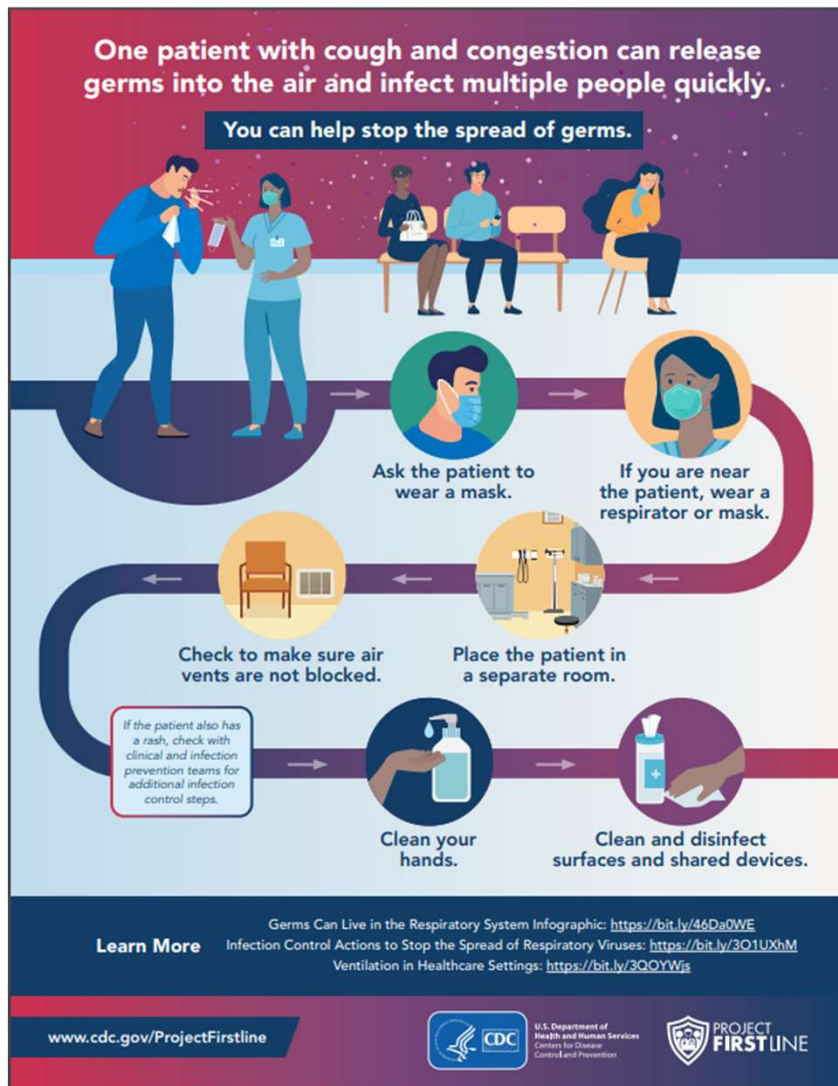 One patient with cough and congestion can release
germs into the air and infect multiple people quickly.
You can help stop the spread of germs.
Ask the patient to
wear a mask.
If you are near
the patient, wear a
respirator or mask.
Place the patient in
a separate room.
Check to make sure air
vents are not blocked.
If the patient also has
a rash, check with
clinical and infection
prevention teams for
additional infection
control steps.
Clean your
hands.
Clean and disinfect
surfaces and shared devices.
Learn More
Germs Can Live in the Respiratory System Infographic: https://bit.ly/46Da0WE
Infection Control Actions to Stop the Spread of Respiratory Viruses: https://bit.ly/3O1UXhM
Ventilation in Healthcare Settings: https://bit.ly/3QOYWjs
www.cdc.gov/ProjectFirstline
CDC
U.S. Department of
Health and Human Services
Centers for Disease
Control and Prevention
PROJECT
FIRSTLINE